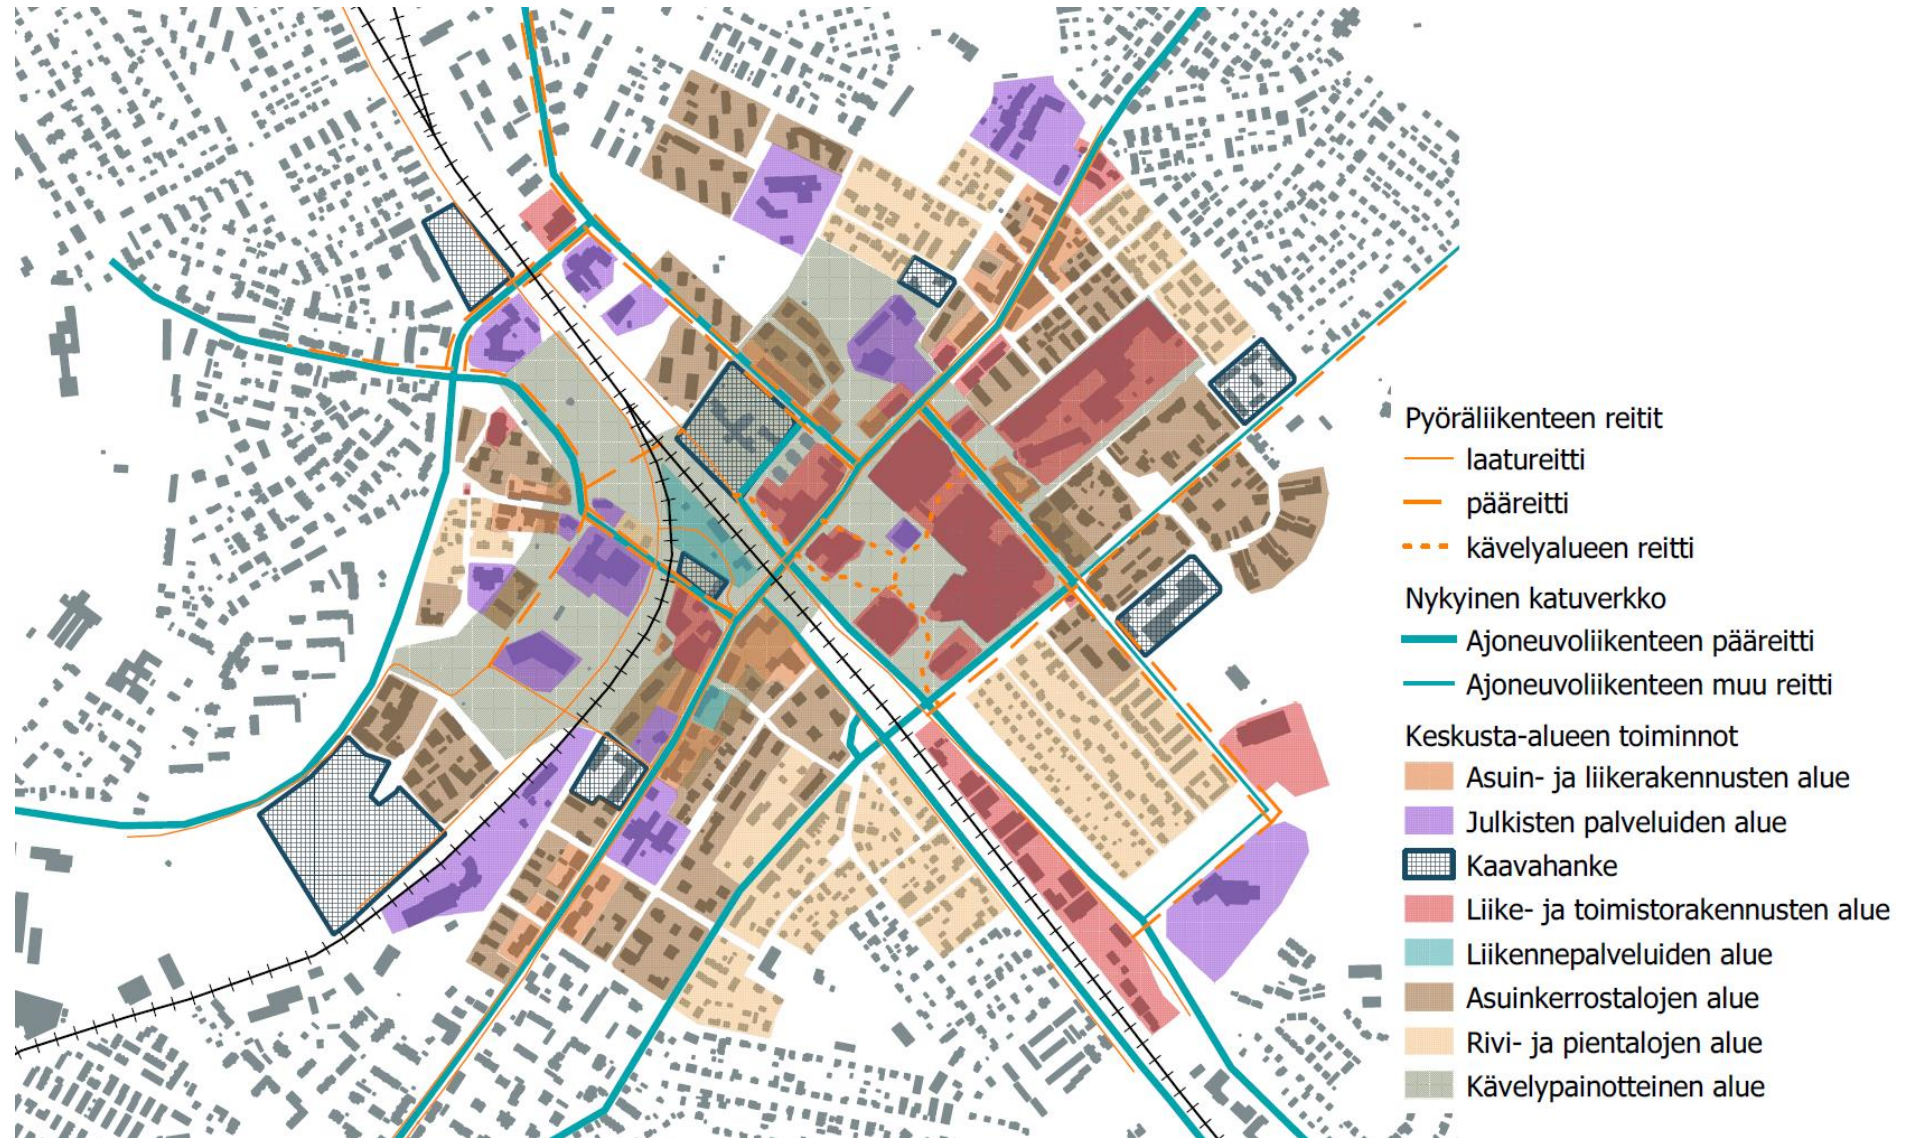 Pyöräliikenteen reitit
laatureitti
pääreitti
kävelyalueen reitti
Nykyinen katuverkko
Ajoneuvoliikenteen pääreitti
Ajoneuvoliikenteen muu reitti
Keskusta-alueen toiminnot
Asuin- ja liikerakennusten alue
Julkisten palveluiden alue
Kaavahanke
Liike- ja toimistorakennusten alue
Liikennepalveluiden alue
Asuinkerrostalojen alue
Rivi- ja pientalojen alue
Kävelypainotteinen alue